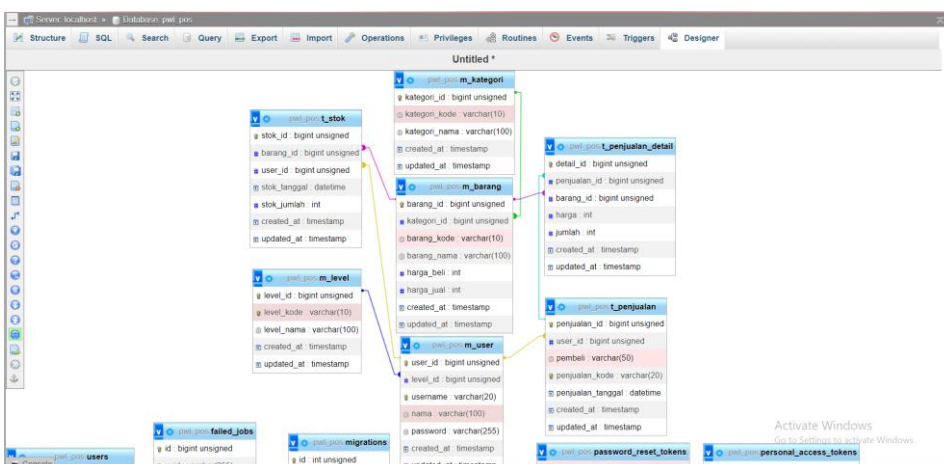 Server: localhost » Database: pwl_pos
Structure SQL Search Query Export Import Operations Privileges Routines Events Triggers Designer
Untitled *
pwl_pos m_kategori
kategori_id : bigint unsigned
kategori_kode : varchar(10)
kategori_nama : varchar(100)
created_at : timestamp
updated_at : timestamp
pwl_pos t_stok
stok_id : bigint unsigned
barang_id : bigint unsigned
user_id : bigint unsigned
stok_tanggal : datetime
stok_jumlah : int
created_at : timestamp
updated_at : timestamp
pwl_pos t_penjualan_detail
detail_id : bigint unsigned
penjualan_id : bigint unsigned
barang_id : bigint unsigned
harga : int
jumlah : int
created_at : timestamp
updated_at : timestamp
pwl_pos m_barang
barang_id : bigint unsigned
kategori_id : bigint unsigned
barang_kode : varchar(10)
barang_nama : varchar(100)
harga_beli : int
harga_jual : int
created_at : timestamp
updated_at : timestamp
pwl_pos m_level
level_id : bigint unsigned
level_kode : varchar(10)
level_nama : varchar(100)
created_at : timestamp
updated_at : timestamp
pwl_pos t_penjualan
penjualan_id : bigint unsigned
user_id : bigint unsigned
pembeli : varchar(50)
penjualan_kode : varchar(20)
penjualan_tanggal : datetime
created_at : timestamp
updated_at : timestamp
pwl_pos m_user
user_id : bigint unsigned
level_id : bigint unsigned
username : varchar(20)
nama : varchar(100)
password : varchar(255)
created_at : timestamp
updated_at : timestamp
Activate Windows
Go to Settings to activate Windows.
pwl_pos failed_jobs
id : bigint unsigned
pwl_pos migrations
id : int unsigned
users
Console
pwl_pos password_reset_tokens
pwl_pos personal_access_tokens